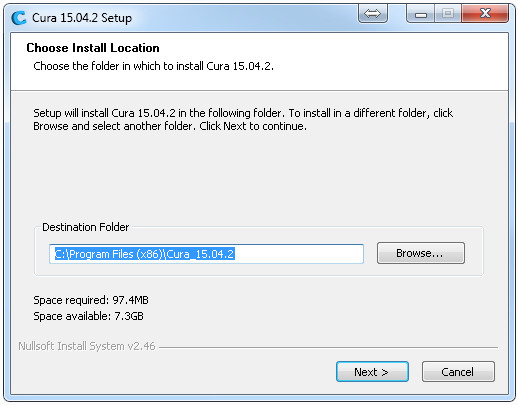 Cura 15.04.2 Setup
Choose Install Location
Choose the folder in which to install Cura 15.04.2.
Setup will install Cura 15.04.2 in the following folder. To install in a different folder, click
Browse and select another folder. Click Next to continue.
Destination Folder
C:\Program Files (x86)\Cura_15.04.2
Browse...
Space required: 97.4MB
Space available: 7.3GB
Nullsoft Install System v2.46
Next >
Cancel